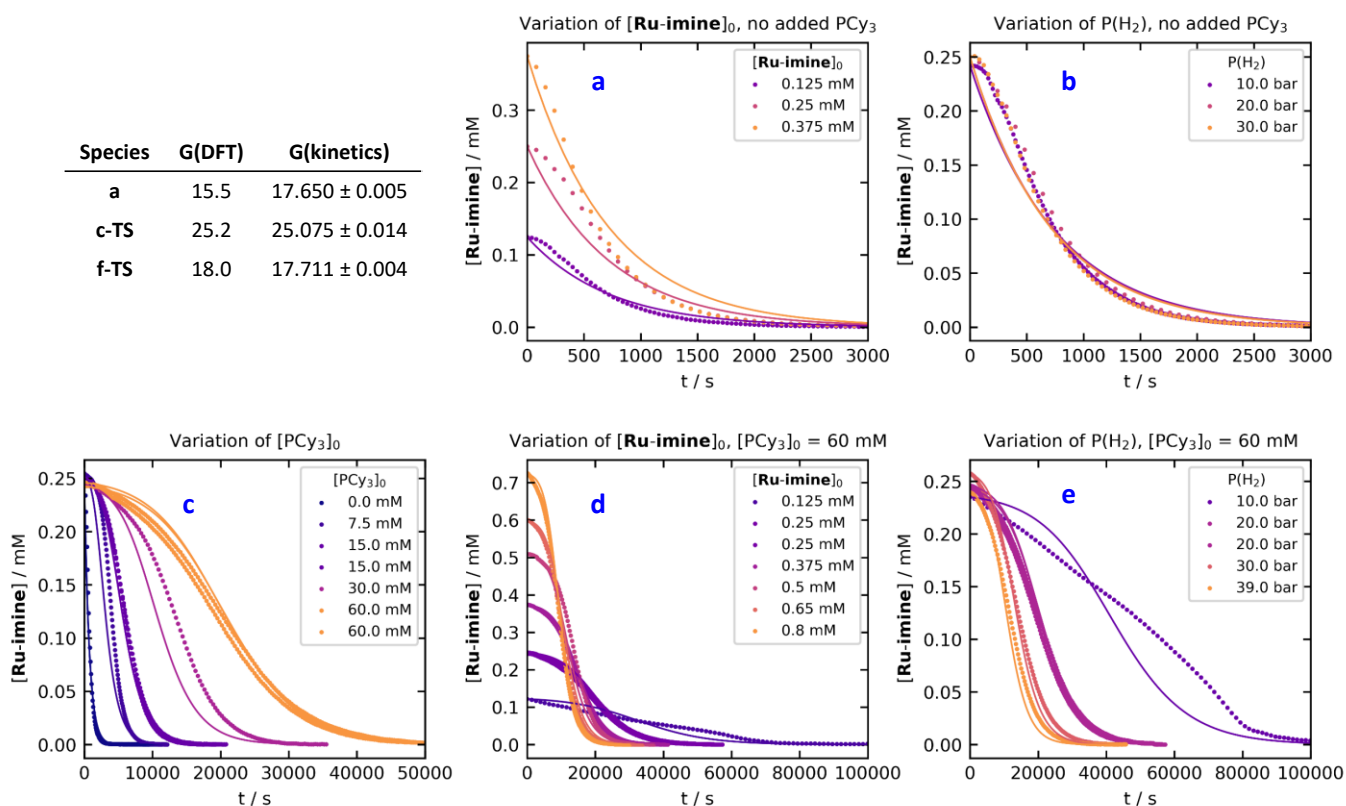 Species G(DFT) G(kinetics)
a 15.5 17.650 ± 0.005
c-TS 25.2 25.075 ± 0.014
f-TS 18.0 17.711 ± 0.004
Variation of [Ru-imine]₀, no added PCy₃
a
[Ru-imine]₀
0.125 mM
0.25 mM
0.375 mM
[Ru-imine] / mM
0.3
0.2
0.1
0.0
0 500 1000 1500 2000 2500 3000
t / s
Variation of P(H₂), no added PCy₃
b
P(H₂)
10.0 bar
20.0 bar
30.0 bar
[Ru-imine] / mM
0.25
0.20
0.15
0.10
0.05
0.00
0 500 1000 1500 2000 2500 3000
t / s
Variation of [PCy₃]₀
c
[PCy₃]₀
0.0 mM
7.5 mM
15.0 mM
15.0 mM
30.0 mM
60.0 mM
60.0 mM
[Ru-imine] / mM
0.25
0.20
0.15
0.10
0.05
0.00
0 10000 20000 30000 40000 50000
t / s
Variation of [Ru-imine]₀, [PCy₃]₀ = 60 mM
d
[Ru-imine]₀
0.125 mM
0.25 mM
0.25 mM
0.375 mM
0.5 mM
0.65 mM
0.8 mM
[Ru-imine] / mM
0.7
0.6
0.5
0.4
0.3
0.2
0.1
0.0
0 20000 40000 60000 80000 100000
t / s
Variation of P(H₂), [PCy₃]₀ = 60 mM
e
P(H₂)
10.0 bar
20.0 bar
20.0 bar
30.0 bar
39.0 bar
[Ru-imine] / mM
0.25
0.20
0.15
0.10
0.05
0.00
0 20000 40000 60000 80000 100000
t / s